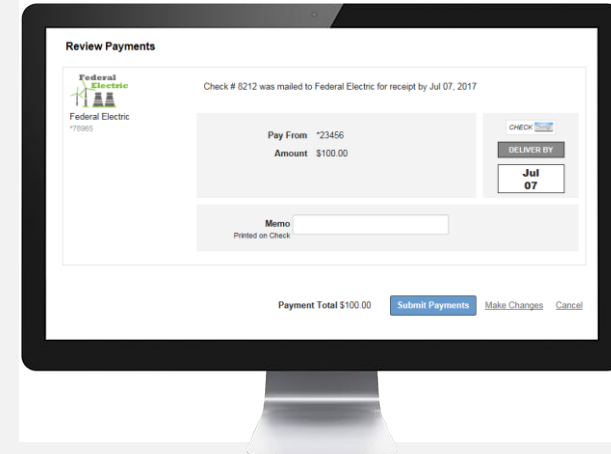 Review Payments
Federal
Electric
Check # 8212 was mailed to Federal Electric for receipt by Jul 07, 2017
Federal Electric
*78965
Pay From *23456
Amount $100.00
CHECK
DELIVER BY
Jul
07
Memo
Printed on Check
Payment Total $100.00 Submit Payments Make Changes Cancel